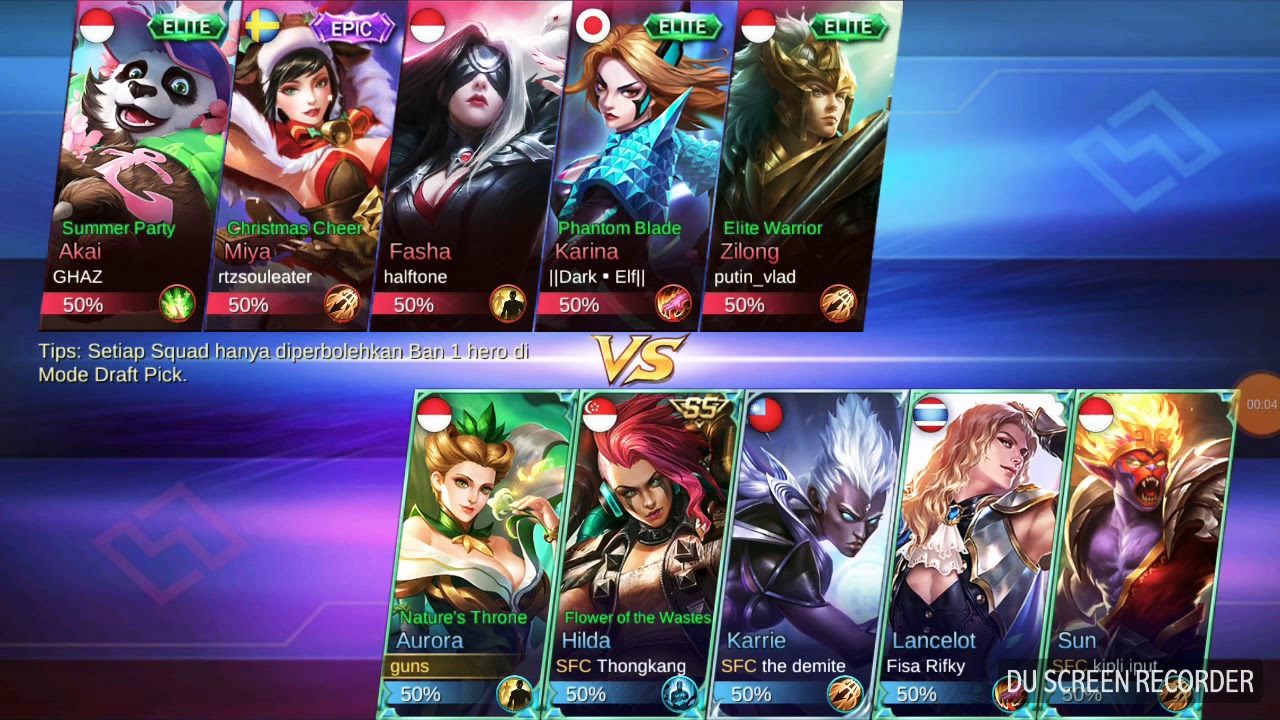 ELITE
EPIC
ELITE
ELITE
Summer Party
Akai
GHAZ
50%
Christmas Cheer
Miya
rtzsouleater
50%
Fasha
halftone
50%
Phantom Blade
Karina
||Dark ▪ Elf||
50%
Elite Warrior
Zilong
putin_vlad
50%
Tips: Setiap Squad hanya diperbolehkan Ban 1 hero di
Mode Draft Pick.
VS
00:04
SS
Nature's Throne
Aurora
guns
50%
Flower of the Wastes
Hilda
SFC Thongkang
50%
Karrie
SFC the demite
50%
Lancelot
Fisa Rifky
50%
Sun
SFC kipli
50%
DU SCREEN RECORDER